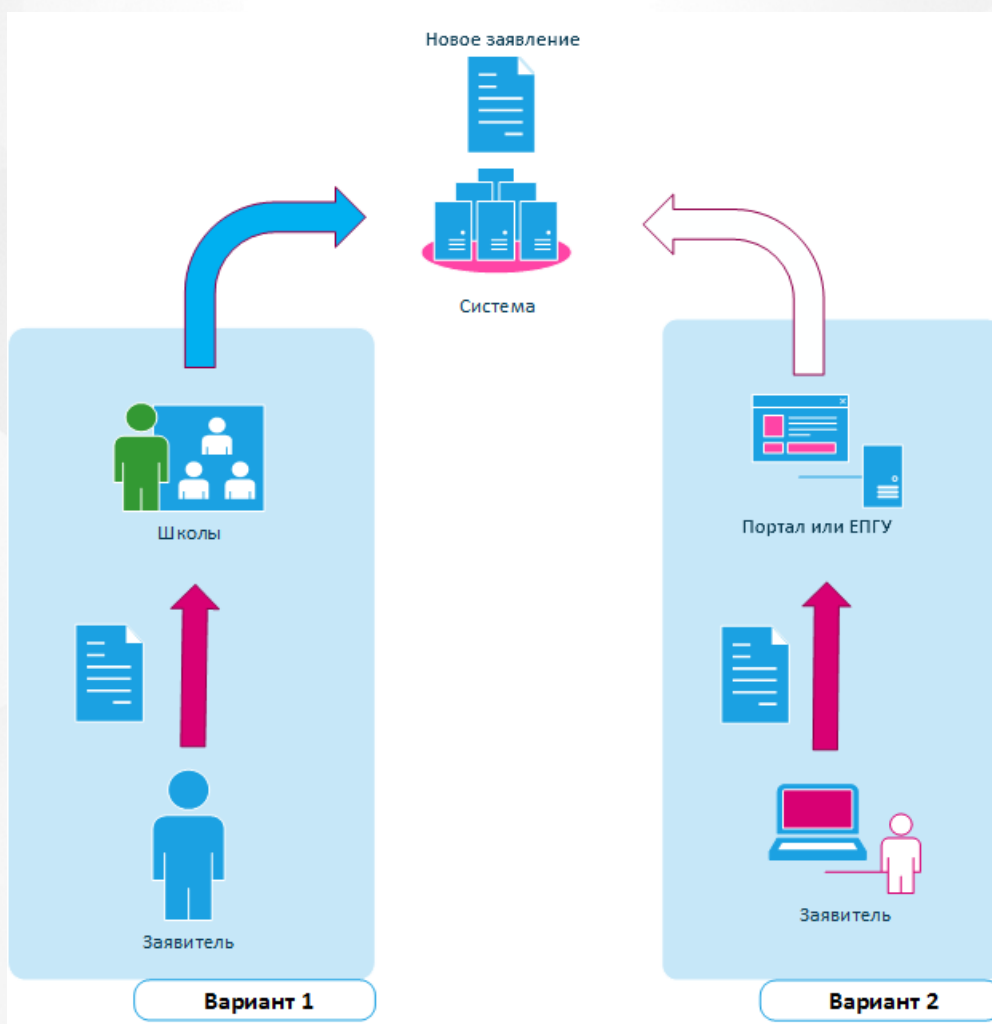 Новое заявление
Система
Школы
Портал или ЕПГУ
Заявитель
Заявитель
Вариант 1
Вариант 2